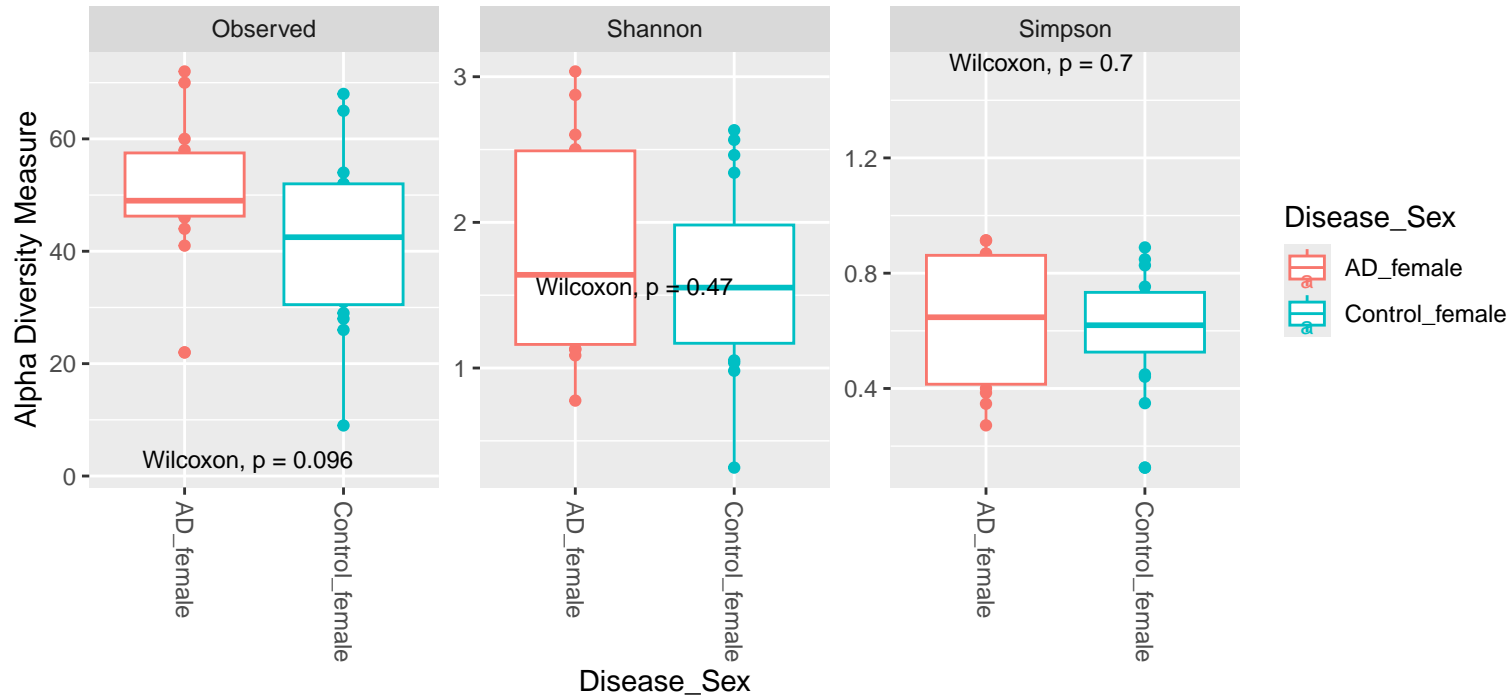 Observed
Shannon
Simpson
Alpha Diversity Measure
60
40
20
0
Wilcoxon, p = 0.096
3
2
1
Wilcoxon, p = 0.47
1.2
0.8
0.4
Wilcoxon, p = 0.7
AD_female
Control_female
AD_female
Control_female
AD_female
Control_female
Disease_Sex
Disease_Sex
a
AD_female
a
Control_female